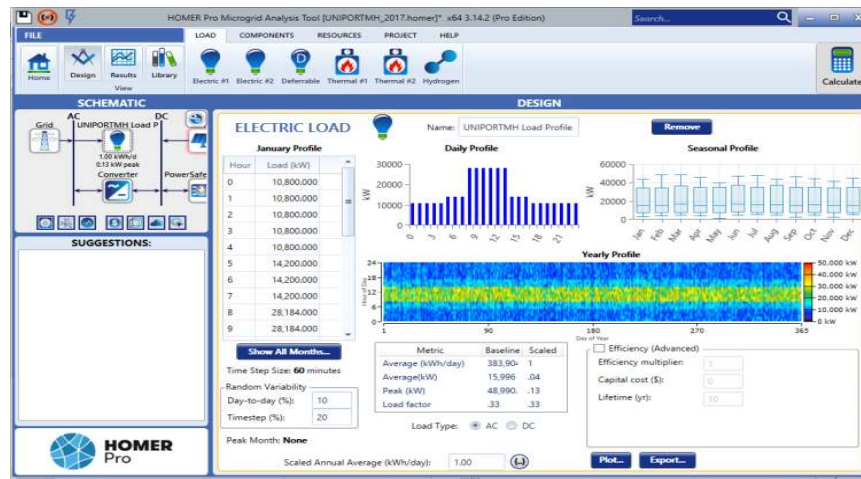 HOMER Pro Microgrid Analysis Tool [UNIPORTMH_2017.homer]* x64 3.14.2 (Pro Edition)
Search...
FILE
LOAD COMPONENTS RESOURCES PROJECT HELP
Home Design Results Library
View
Electric #1 Electric #2 Deferrable Thermal #1 Thermal #2 Hydrogen
Calculate
SCHEMATIC
AC DC
Grid UNIPORTMH Load P
1.00 kWh/d
0.13 kW peak
Converter PowerSafe
SUGGESTIONS:
HOMER
Pro
DESIGN
ELECTRIC LOAD
Name: UNIPORTMH Load Profile
Remove
January Profile
Hour Load (kW)
0 10,800.000
1 10,800.000
2 10,800.000
3 10,800.000
4 10,800.000
5 14,200.000
6 14,200.000
7 14,200.000
8 28,184.000
9 28,184.000
Daily Profile
kW
30000
20000
10000
0
0 3 6 9 12 15 18 21
Seasonal Profile
kW
60000
40000
20000
0
Jan Feb Mar Apr May Jun Jul Aug Sep Oct Nov Dec
Yearly Profile
Hour of Day
24
18
12
6
0
1 90 180 270 365
Day of Year
50,000 kW
40,000 kW
30,000 kW
20,000 kW
10,000 kW
0 kW
Show All Months...
Time Step Size: 60 minutes
Random Variability
Day-to-day (%): 10
Timestep (%): 20
Peak Month: None
Metric Baseline Scaled
Average (kWh/day) 383,90 1
Average(kW) 15,996 .04
Peak (kW) 48,990. .13
Load factor .33 .33
Load Type: AC DC
Efficiency (Advanced)
Efficiency multiplier: 1
Capital cost ($): 0
Lifetime (yr): 10
Scaled Annual Average (kWh/day): 1.00 {..}
Plot... Export...